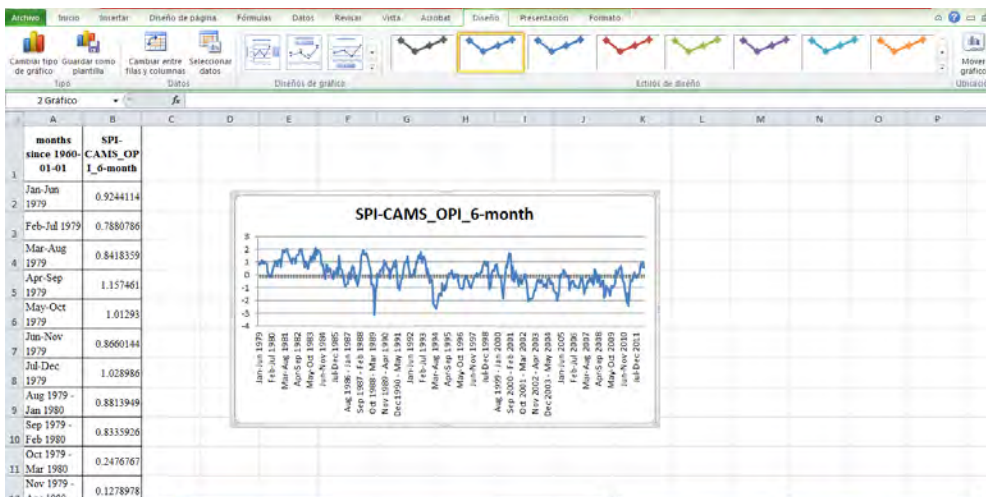 Archivo Inicio Insertar Diseño de página Fórmulas Datos Revisar Vista Acrobat Diseño Presentación Formato
Cambiar tipo Guardar como Cambiar entre Seleccionar Mover
de gráfico plantilla filas y columnas datos gráfico
Tipo Datos Diseños de gráfico Estilos de diseño Ubicació
2 Gráfico fx
A B C D E F G H I J K L M N O P
months SPI-
since 1960- CAMS_OP
01-01 I_6-month
1
Jan-Jun
2 1979 0.9244114
3 Feb-Jul 1979 0.7880786
Mar-Aug
4 1979 0.8418359
Apr-Sep
5 1979 1.157461
May-Oct
6 1979 1.01293
Jun-Nov
7 1979 0.8660144
Jul-Dec
8 1979 1.028986
Aug 1979 -
9 Jan 1980 0.8813949
Sep 1979 -
10 Feb 1980 0.8335926
Oct 1979 -
11 Mar 1980 0.2476767
Nov 1979 -
0.1278978
SPI-CAMS_OPI_6-month
3
2
1
0
-1
-2
-3
-4
Jan-Jun 1979
Feb-Jul 1980
Mar-Aug 1981
Apr-Sep 1982
May-Oct 1983
Jun-Nov 1984
Jul-Dec 1985
Aug 1986 - Jan 1987
Sep 1987 - Feb 1988
Oct 1988 - Mar 1989
Nov 1989 - Apr 1990
Dec 1990 - May 1991
Jan-Jun 1992
Feb-Jul 1993
Mar-Aug 1994
Apr-Sep 1995
May-Oct 1996
Jun-Nov 1997
Jul-Dec 1998
Aug 1999 - Jan 2000
Sep 2000 - Feb 2001
Oct 2001 - Mar 2002
Nov 2002 - Apr 2003
Dec 2003 - May 2004
Jan-Jun 2005
Feb-Jul 2006
Mar-Aug 2007
Apr-Sep 2008
May-Oct 2009
Jun-Nov 2010
Jul-Dec 2011